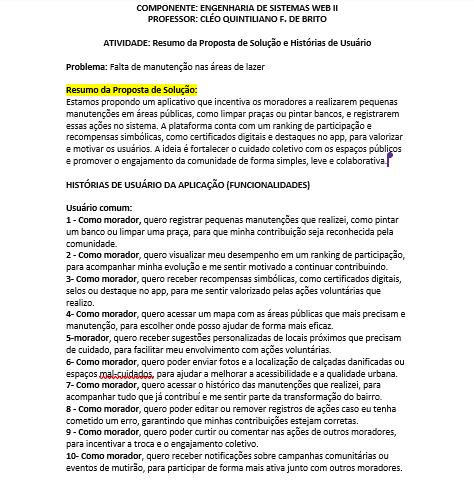 COMPONENTE: ENGENHARIA DE SISTEMAS WEB II
PROFESSOR: CLÉO QUINTILIANO F. DE BRITO
ATIVIDADE: Resumo da Proposta de Solução e Histórias de Usuário
Problema: Falta de manutenção nas áreas de lazer
Resumo da Proposta de Solução:
Estamos propondo um aplicativo que incentiva os moradores a realizarem pequenas
manutenções em áreas públicas, como limpar praças ou pintar bancos, e registrarem
essas ações no sistema. A plataforma conta com um ranking de participação e
recompensas simbólicas, como certificados digitais e destaques no app, para valorizar
e motivar os usuários. A ideia é fortalecer o cuidado coletivo com os espaços públicos
e promover o engajamento da comunidade de forma simples, leve e colaborativa.
HISTÓRIAS DE USUÁRIO DA APLICAÇÃO (FUNCIONALIDADES)
Usuário comum:
1 - Como morador, quero registrar pequenas manutenções que realizei, como pintar
um banco ou limpar uma praça, para que minha contribuição seja reconhecida pela
comunidade.
2 - Como morador, quero visualizar meu desempenho em um ranking de participação,
para acompanhar minha evolução e me sentir motivado a continuar contribuindo.
3- Como morador, quero receber recompensas simbólicas, como certificados digitais,
selos ou destaque no app, para me sentir valorizado pelas ações voluntárias que
realizo.
4- Como morador, quero acessar um mapa com as áreas públicas que mais precisam e
manutenção, para escolher onde posso ajudar de forma mais eficaz.
5-morador, quero receber sugestões personalizadas de locais próximos que precisam
de cuidado, para facilitar meu envolvimento com ações voluntárias.
6- Como morador, quero poder enviar fotos e a localização de calçadas danificadas ou
espaços mal-cuidados, para ajudar a melhorar a acessibilidade e a qualidade urbana.
7- Como morador, quero acessar o histórico das manutenções que realizei, para
acompanhar tudo que já contribuí e me sentir parte da transformação do bairro.
8 - Como morador, quero poder editar ou remover registros de ações caso eu tenha
cometido um erro, garantindo que minhas contribuições estejam corretas.
9 - Como morador, quero poder curtir ou comentar nas ações de outros moradores,
para incentivar a troca e o engajamento coletivo.
10- Como morador, quero receber notificações sobre campanhas comunitárias ou
eventos de mutirão, para participar de forma mais ativa junto com outros moradores.